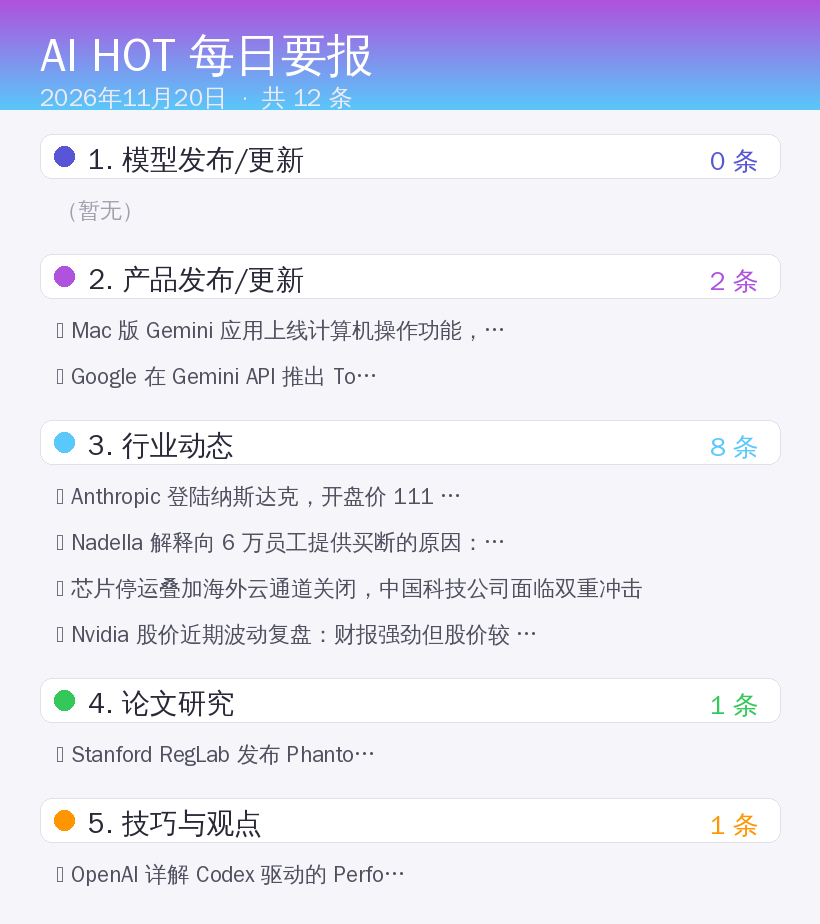 AI HOT 每日要报
2026年11月20日 · 共 12 条
1. 模型发布/更新 0 条
（暂无）
2. 产品发布/更新 2 条
Mac 版 Gemini 应用上线计算机操作功能，…
Google 在 Gemini API 推出 To…
3. 行业动态 8 条
Anthropic 登陆纳斯达克，开盘价 111 …
Nadella 解释向 6 万员工提供买断的原因：…
芯片停运叠加海外云通道关闭，中国科技公司面临双重冲击
Nvidia 股价近期波动复盘：财报强劲但股价较 …
4. 论文研究 1 条
Stanford RegLab 发布 Phanto…
5. 技巧与观点 1 条
OpenAI 详解 Codex 驱动的 Perfo…